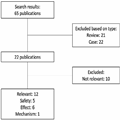 Search results:
65 publications
Excluded based on type:
Review: 21
Case: 22
22 publications
Excluded:
Not relevant: 10
Relevant: 12
Safety: 5
Effect: 6
Mechanisms: 1